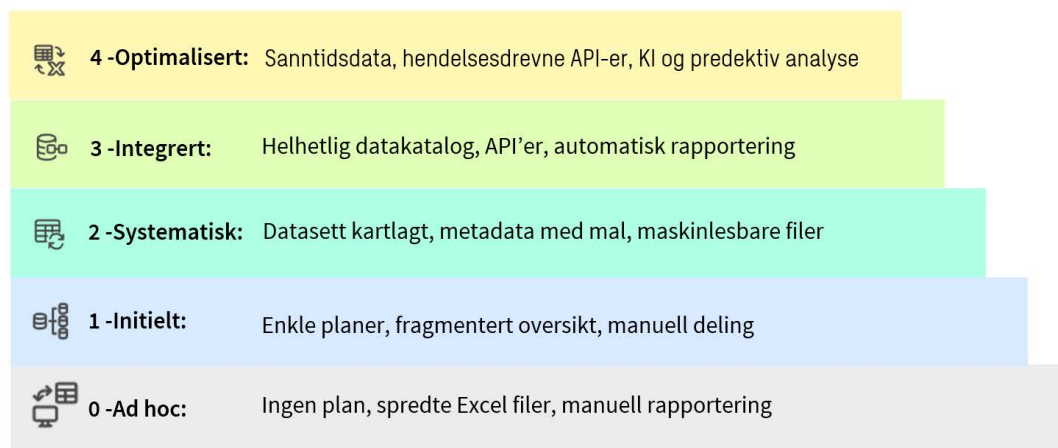 4 -Optimalisert: Sanntidsdata, hendelsesdrevne API-er, KI og predektiv analyse
3 -Integrert: Helhetlig datakatalog, API’er, automatisk rapportering
2 -Systematisk: Datasett kartlagt, metadata med mal, maskinlesbare filer
1 -Initielt: Enkle planer, fragmentert oversikt, manuell deling
0 -Ad hoc: Ingen plan, spredte Excel filer, manuell rapportering